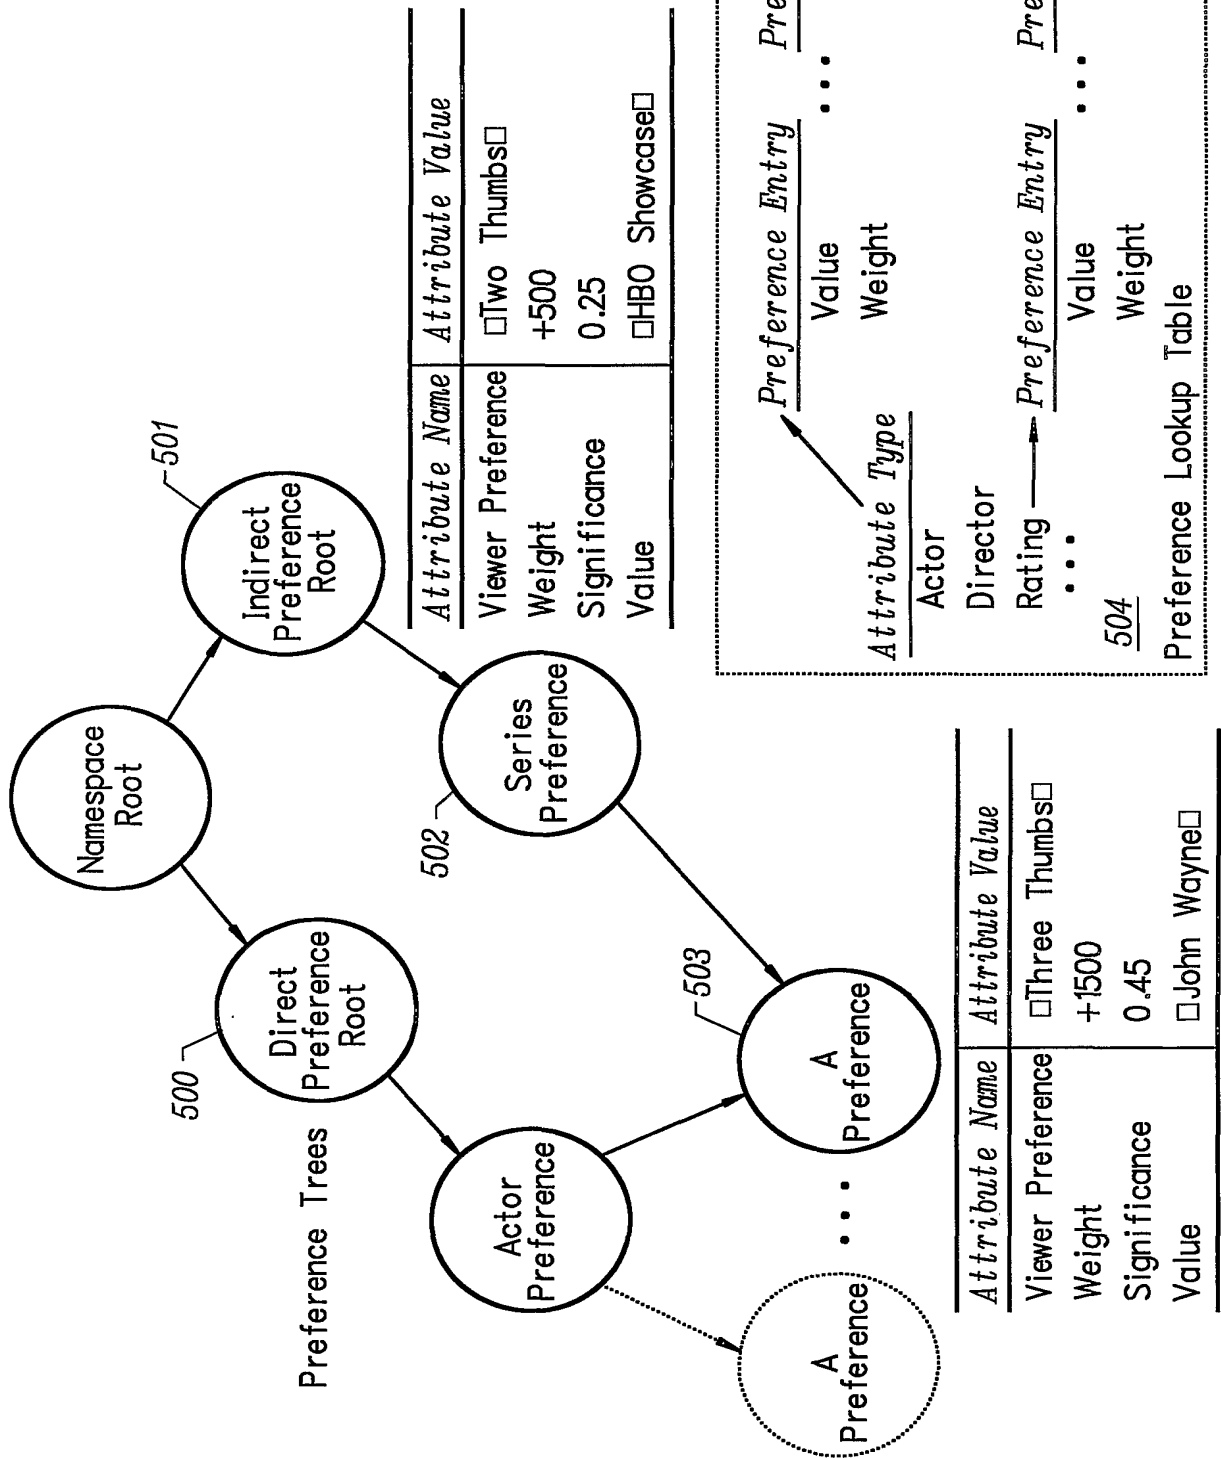 Preference Trees
Namespace
Root
500
Direct
Preference
Root
501
Indirect
Preference
Root
Actor
Preference
502
Series
Preference
A
Preference
...
503
A
Preference
Attribute Name Attribute Value
Viewer Preference □Two Thumbs□
Weight +500
Significance 0.25
Value □HBO Showcase□
Attribute Name Attribute Value
Viewer Preference □Three Thumbs□
Weight +1500
Significance 0.45
Value □John Wayne□
Preference Entry Pre
Value ...
Weight
Attribute Type
Actor
Director
Rating Preference Entry Pre
... Value ...
504 Weight
Preference Lookup Table